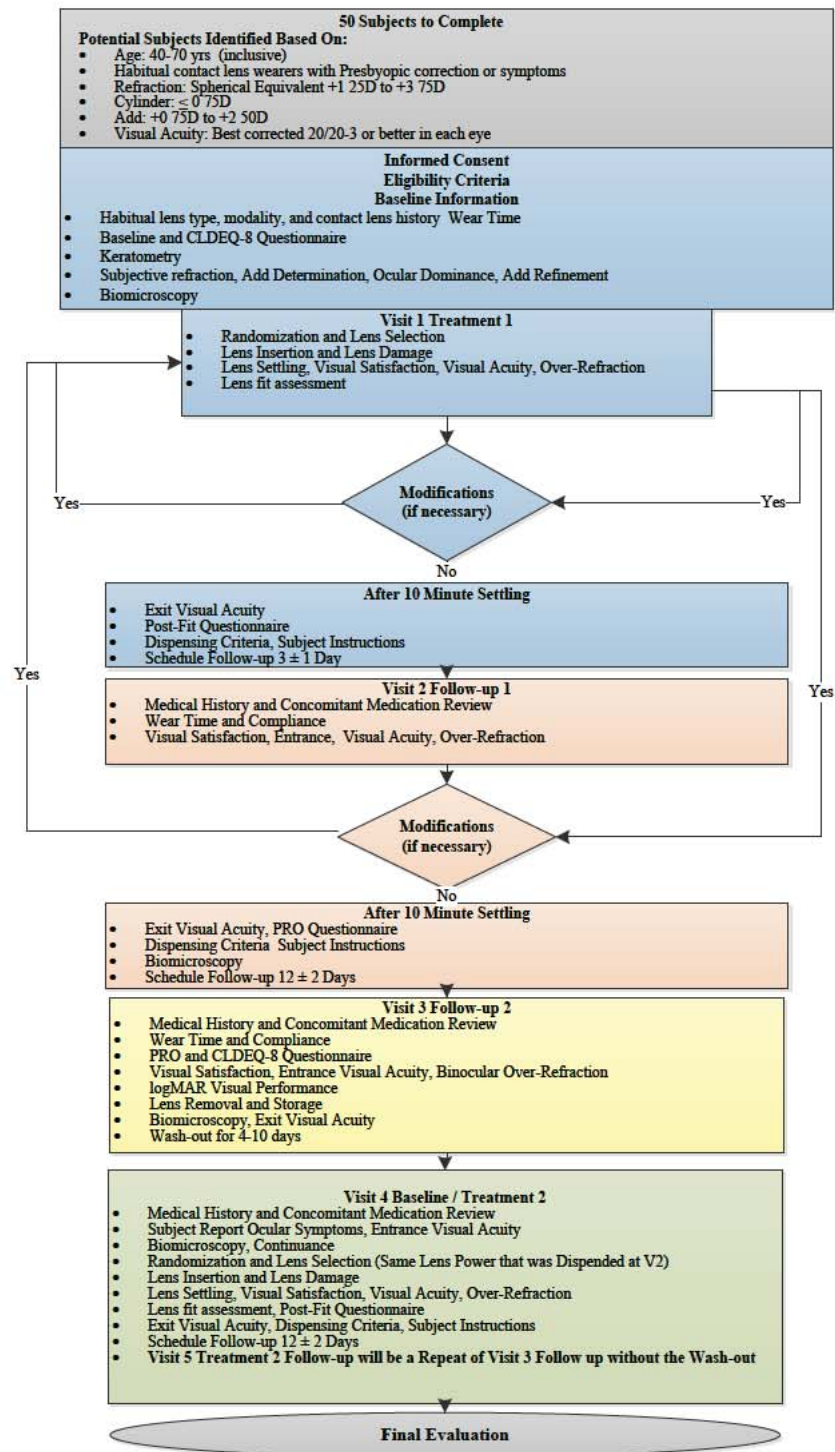 50 Subjects to Complete
Potential Subjects Identified Based On:
• Age: 40-70 yrs (inclusive)
• Habitual contact lens wearers with Presbyopic correction or symptoms
• Refraction: Spherical Equivalent +1 25D to +3 75D
• Cylinder: ≤ 0 75D
• Add: +0 75D to +2 50D
• Visual Acuity: Best corrected 20/20-3 or better in each eye
Informed Consent
Eligibility Criteria
Baseline Information
• Habitual lens type, modality, and contact lens history Wear Time
• Baseline and CLDEQ-8 Questionnaire
• Keratometry
• Subjective refraction, Add Determination, Ocular Dominance, Add Refinement
• Biomicroscopy
Visit 1 Treatment 1
• Randomization and Lens Selection
• Lens Insertion and Lens Damage
• Lens Settling, Visual Satisfaction, Visual Acuity, Over-Refraction
• Lens fit assessment
Yes
Modifications
(if necessary)
Yes
No
After 10 Minute Settling
• Exit Visual Acuity
• Post-Fit Questionnaire
• Dispensing Criteria, Subject Instructions
• Schedule Follow-up 3 ± 1 Day
Yes
Yes
Visit 2 Follow-up 1
• Medical History and Concomitant Medication Review
• Wear Time and Compliance
• Visual Satisfaction, Entrance, Visual Acuity, Over-Refraction
Modifications
(if necessary)
No
After 10 Minute Settling
• Exit Visual Acuity, PRO Questionnaire
• Dispensing Criteria Subject Instructions
• Biomicroscopy
• Schedule Follow-up 12 ± 2 Days
Visit 3 Follow-up 2
• Medical History and Concomitant Medication Review
• Wear Time and Compliance
• PRO and CLDEQ-8 Questionnaire
• Visual Satisfaction, Entrance Visual Acuity, Binocular Over-Refraction
• logMAR Visual Performance
• Lens Removal and Storage
• Biomicroscopy, Exit Visual Acuity
• Wash-out for 4-10 days
Visit 4 Baseline / Treatment 2
• Medical History and Concomitant Medication Review
• Subject Report Ocular Symptoms, Entrance Visual Acuity
• Biomicroscopy, Continuance
• Randomization and Lens Selection (Same Lens Power that was Dispended at V2)
• Lens Insertion and Lens Damage
• Lens Settling, Visual Satisfaction, Visual Acuity, Over-Refraction
• Lens fit assessment, Post-Fit Questionnaire
• Exit Visual Acuity, Dispensing Criteria, Subject Instructions
• Schedule Follow-up 12 ± 2 Days
• Visit 5 Treatment 2 Follow-up will be a Repeat of Visit 3 Follow up without the Wash-out
Final Evaluation